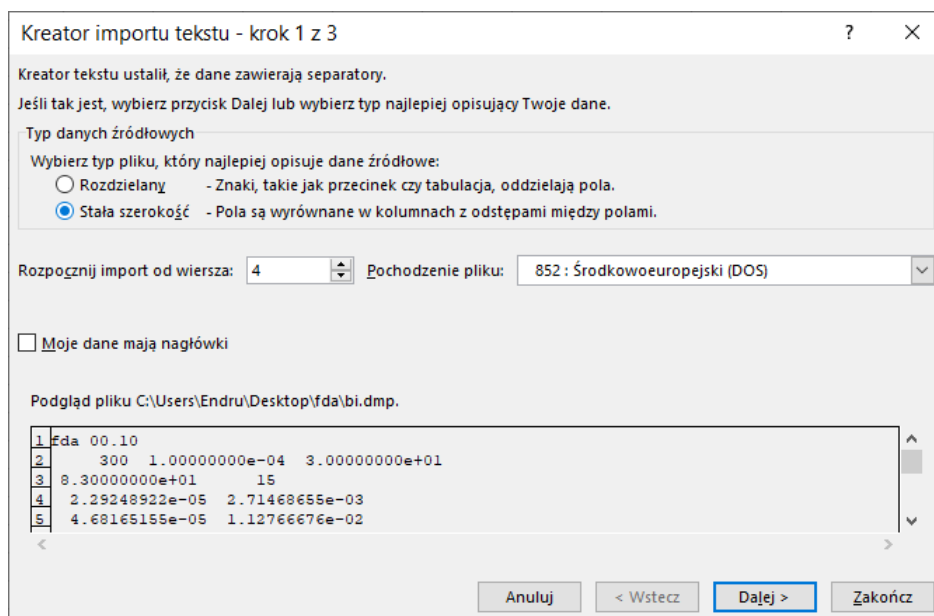 Kreator importu tekstu - krok 1 z 3
Kreator tekstu ustalił, że dane zawierają separatory.
Jeśli tak jest, wybierz przycisk Dalej lub wybierz typ najlepiej opisujący Twoje dane.
Typ danych źródłowych
Wybierz typ pliku, który najlepiej opisuje dane źródłowe:
Rozdzielany - Znaki, takie jak przecinek czy tabulacja, oddzielają pola.
Stała szerokość - Pola są wyrównane w kolumnach z odstępami między polami.
Rozpocznij import od wiersza: 4 Pochodzenie pliku: 852 : Środkowoeuropejski (DOS)
Moje dane mają nagłówki
Podgląd pliku C:\Users\Endru\Desktop\fda\bi.dmp.
1 fda 00.10
2 300 1.00000000e-04 3.00000000e+01
3 8.30000000e+01 15
4 2.29248922e-05 2.71468655e-03
5 4.68165155e-05 1.12766676e-02
Anuluj < Wstecz Dalej > Zakończ